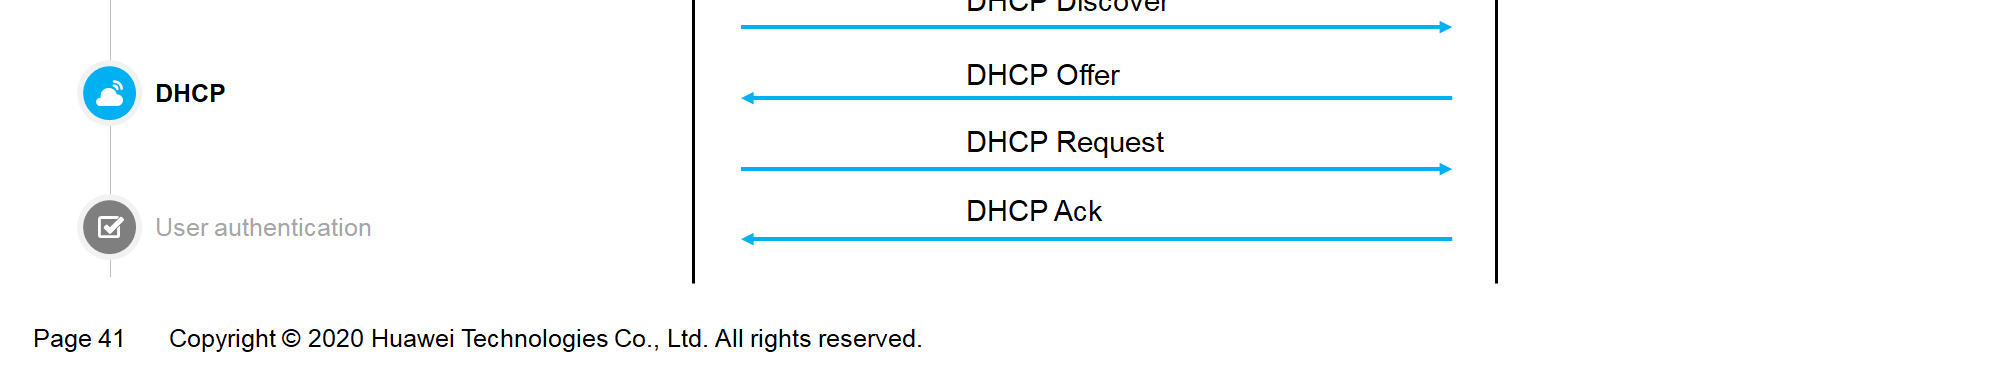 DHCP Discover
DHCP Offer
DHCP
DHCP Request
DHCP Ack
User authentication
Page 41 Copyright © 2020 Huawei Technologies Co., Ltd. All rights reserved.